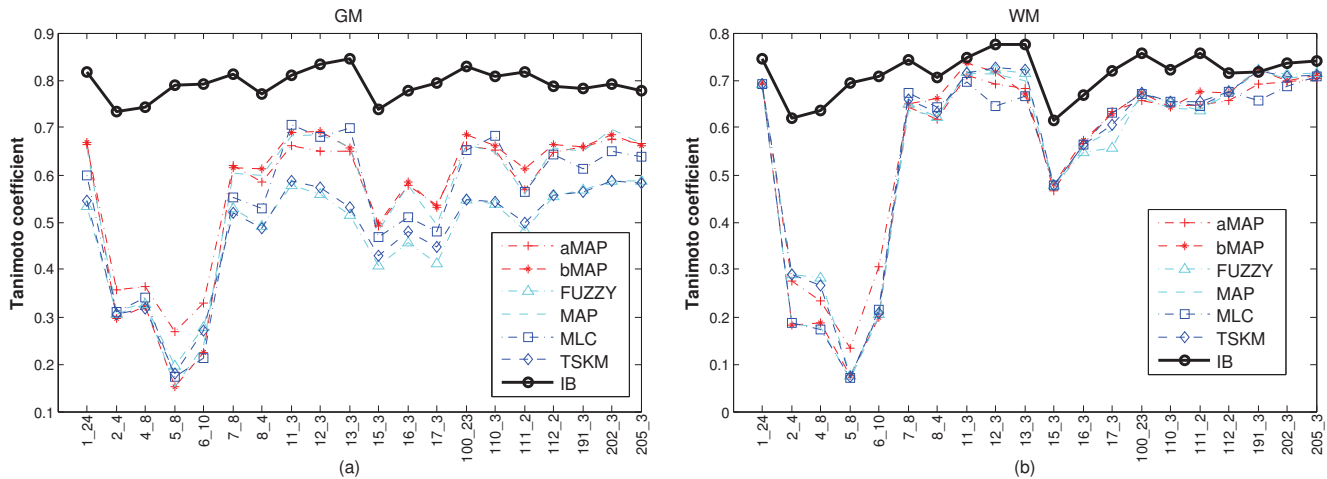 GM
Tanimoto coefficient
0.9
0.8
0.7
0.6
0.5
0.4
0.3
0.2
0.1
aMAP
bMAP
FUZZY
MAP
MLC
TSKM
IB
1_24
2_4
4_8
5_8
6_10
7_8
8_4
11_3
12_3
13_3
15_3
16_3
17_3
100_23
110_3
111_2
112_2
191_3
202_3
205_3
(a)
WM
Tanimoto coefficient
0.8
0.7
0.6
0.5
0.4
0.3
0.2
0.1
0
aMAP
bMAP
FUZZY
MAP
MLC
TSKM
IB
1_24
2_4
4_8
5_8
6_10
7_8
8_4
11_3
12_3
13_3
15_3
16_3
17_3
100_23
110_3
111_2
112_2
191_3
202_3
205_3
(b)